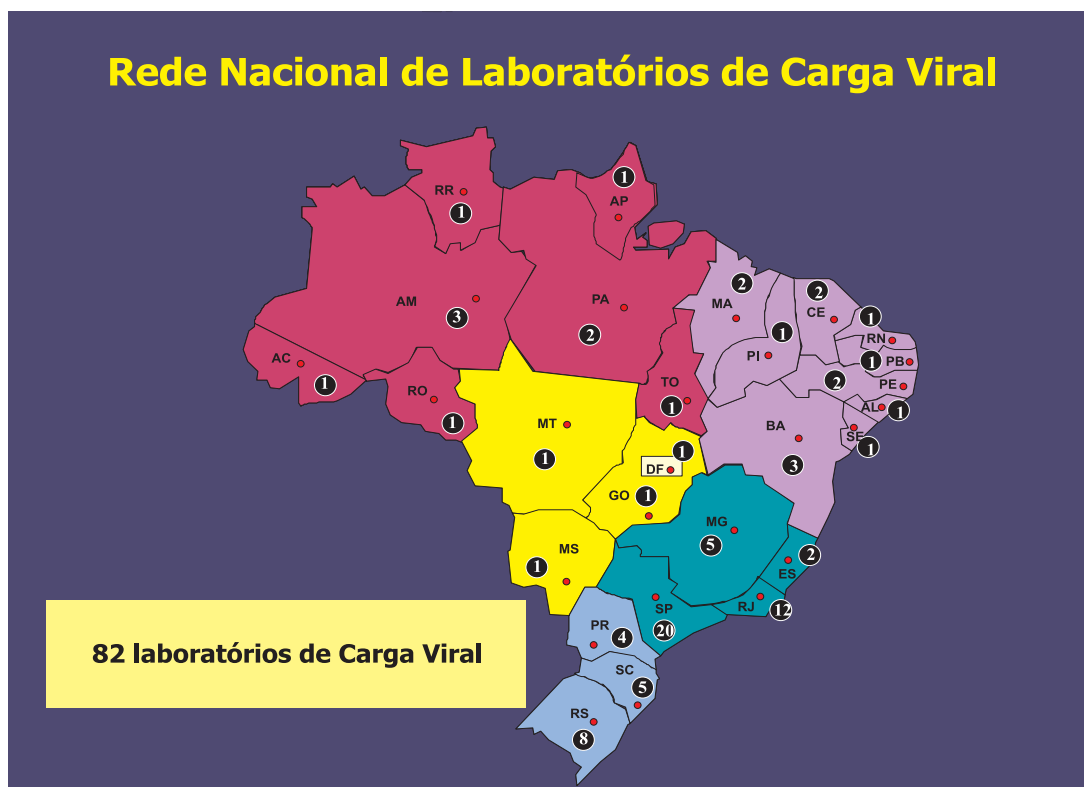 Rede Nacional de Laboratórios de Carga Viral
RR
1
1
AP
AM
3
PA
2
2
MA
2
CE
1
RN
1
PI
1
PB
2
PE
AC
1
RO
1
TO
1
AL
1
SE
1
BA
3
MT
1
1
DF
GO
1
MG
5
MS
1
2
ES
RJ
12
SP
20
PR
4
SC
5
RS
8
82 laboratórios de Carga Viral